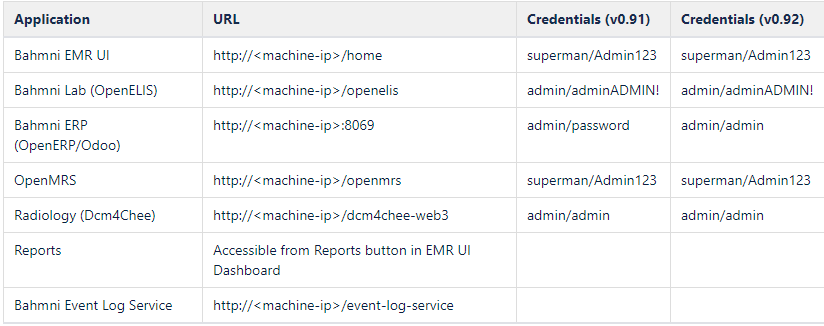 Application URL Credentials (v0.91) Credentials (v0.92)
Bahmni EMR UI http://<machine-ip>/home superman/Admin123 superman/Admin123
Bahmni Lab (OpenELIS) http://<machine-ip>/openelis admin/adminADMIN! admin/adminADMIN!
Bahmni ERP http://<machine-ip>:8069 admin/password admin/admin
(OpenERP/Odoo)
OpenMRS http://<machine-ip>/openmrs superman/Admin123 superman/Admin123
Radiology (Dcm4Chee) http://<machine-ip>/dcm4chee-web3 admin/admin admin/admin
Reports Accessible from Reports button in EMR UI
Dashboard
Bahmni Event Log Service http://<machine-ip>/event-log-service